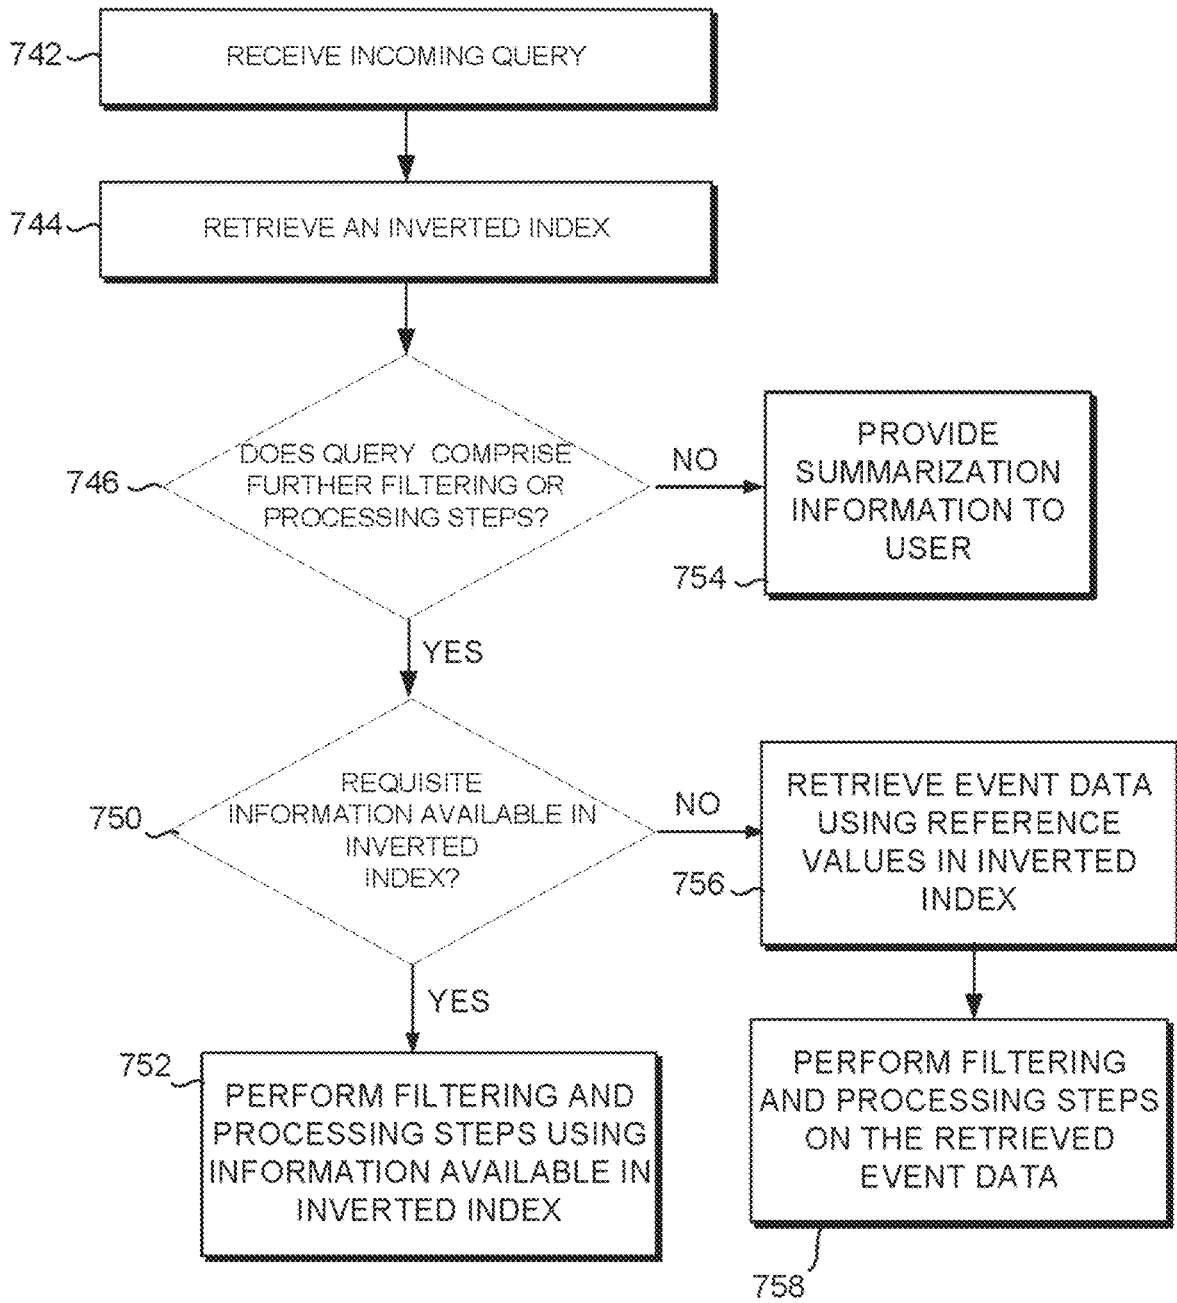 742
RECEIVE INCOMING QUERY
744
RETRIEVE AN INVERTED INDEX
746
DOES QUERY COMPRISE
FURTHER FILTERING OR
PROCESSING STEPS?
NO
PROVIDE
SUMMARIZATION
INFORMATION TO
USER
754
YES
750
REQUISITE
INFORMATION AVAILABLE IN
INVERTED
INDEX?
NO
RETRIEVE EVENT DATA
USING REFERENCE
VALUES IN INVERTED
INDEX
756
YES
752
PERFORM FILTERING AND
PROCESSING STEPS USING
INFORMATION AVAILABLE IN
INVERTED INDEX
PERFORM FILTERING
AND PROCESSING STEPS
ON THE RETRIEVED
EVENT DATA
758